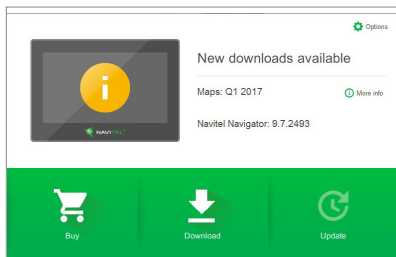 Options
New downloads available
Maps: Q1 2017
More info
Navitel Navigator: 9.7.2493
NAVITEL
Buy
Download
Update